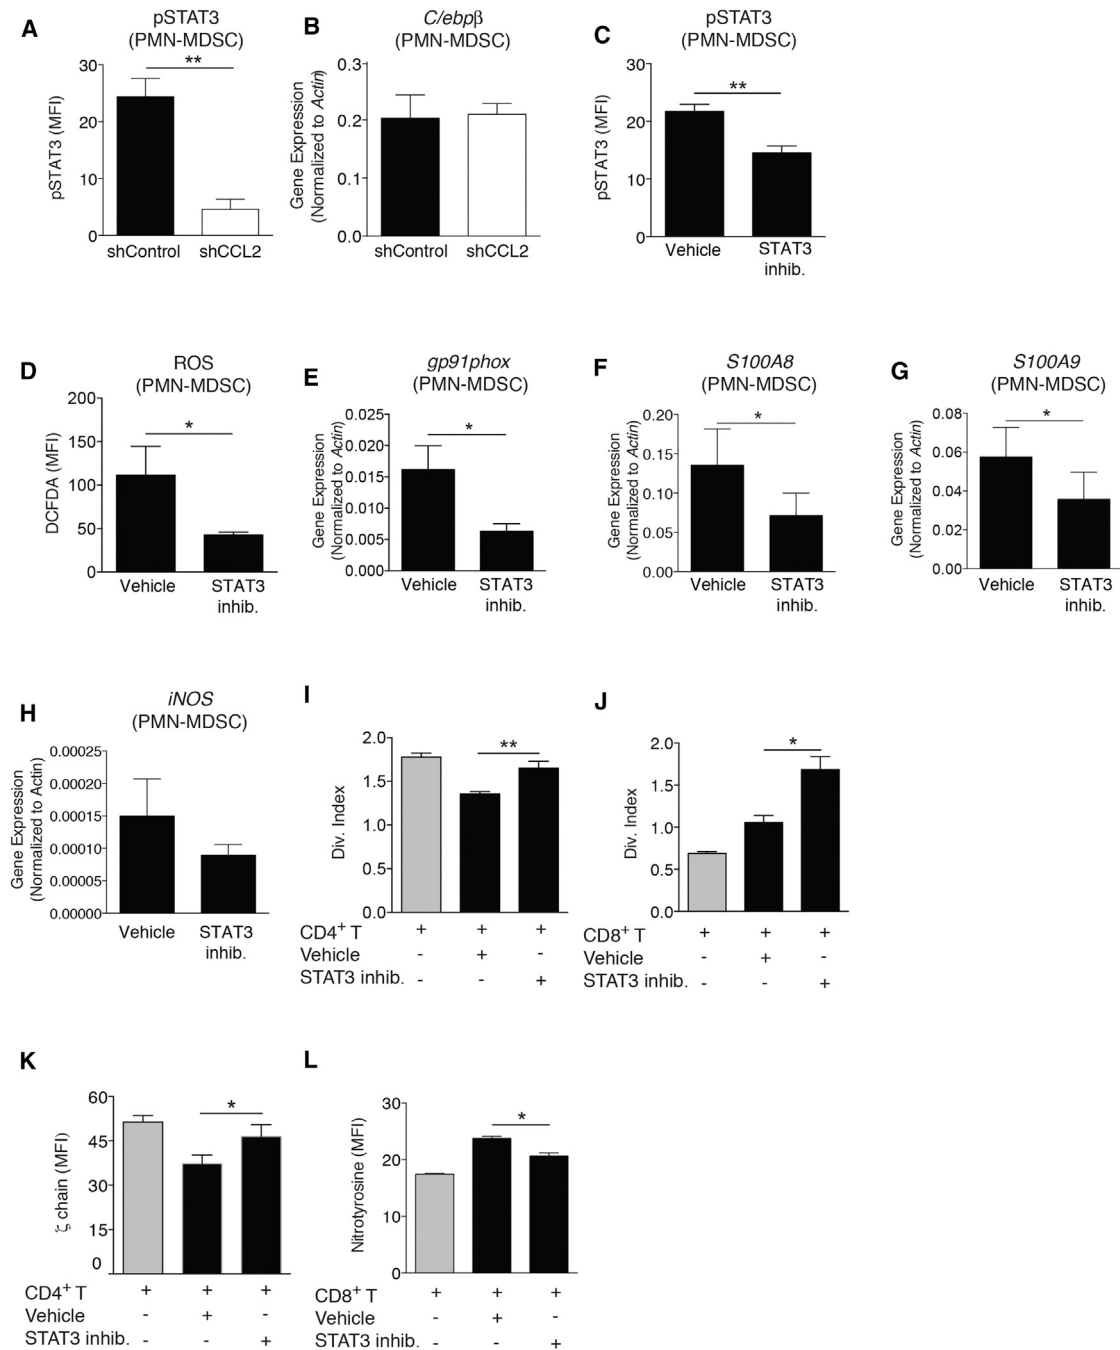 A
pSTAT3
(PMN-MDSC)
**
pSTAT3 (MFI)
30
20
10
0
shControl shCCL2
B
C/ebpβ
(PMN-MDSC)
Gene Expression
(Normalized to Actin)
0.3
0.2
0.1
0.0
shControl shCCL2
C
pSTAT3
(PMN-MDSC)
**
pSTAT3 (MFI)
30
20
10
0
Vehicle STAT3
inhib.
D
ROS
(PMN-MDSC)
*
DCFDA (MFI)
200
150
100
50
0
Vehicle STAT3
inhib.
E
gp91phox
(PMN-MDSC)
*
Gene Expression
(Normalized to Actin)
0.025
0.020
0.015
0.010
0.005
0.000
Vehicle STAT3
inhib.
F
S100A8
(PMN-MDSC)
*
Gene Expression
(Normalized to Actin)
0.20
0.15
0.10
0.05
0.00
Vehicle STAT3
inhib.
G
S100A9
(PMN-MDSC)
*
Gene Expression
(Normalized to Actin)
0.08
0.06
0.04
0.02
0.00
Vehicle STAT3
inhib.
H
iNOS
(PMN-MDSC)
Gene Expression
(Normalized to Actin)
0.00025
0.00020
0.00015
0.00010
0.00005
0.00000
Vehicle STAT3
inhib.
I
**
Div. Index
2.0
1.5
1.0
0.5
0.0
CD4+ T + + +
Vehicle - + -
STAT3 inhib. - - +
J
*
Div. Index
2.0
1.5
1.0
0.5
0.0
CD8+ T + + +
Vehicle - + -
STAT3 inhib. - - +
K
*
ζ chain (MFI)
60
45
30
15
0
CD4+ T + + +
Vehicle - + -
STAT3 inhib. - - +
L
*
Nitrotyrosine (MFI)
30
20
10
0
CD8+ T + + +
Vehicle - + -
STAT3 inhib. - - +